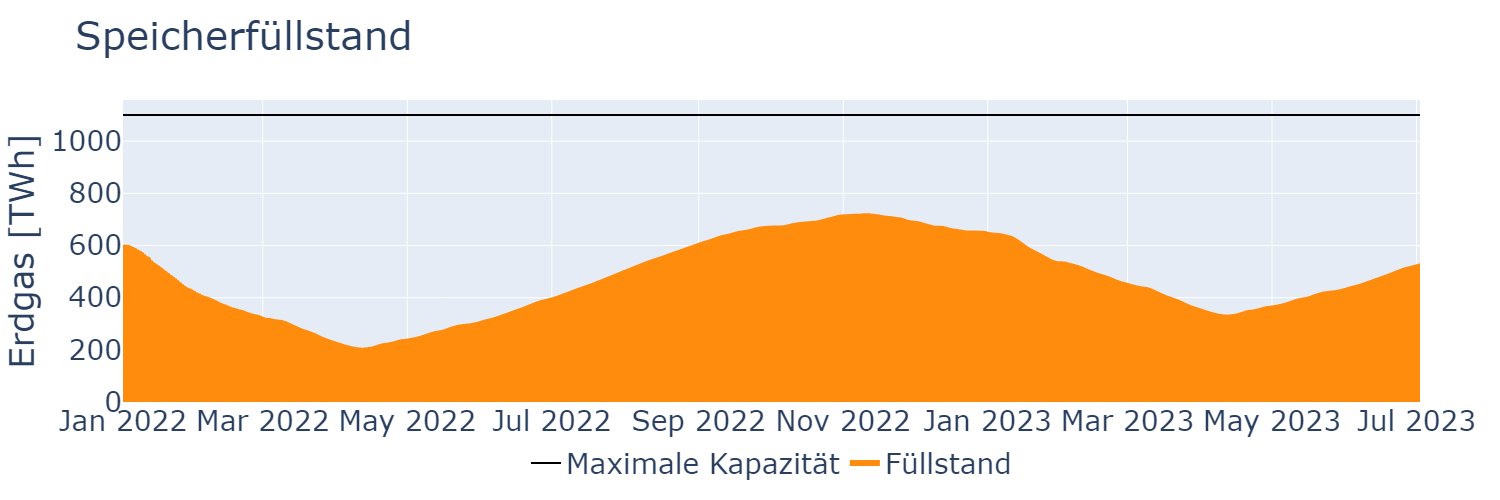 Speicherfüllstand
Erdgas [TWh]
1000
800
600
400
200
0
Jan 2022 Mar 2022 May 2022 Jul 2022 Sep 2022 Nov 2022 Jan 2023 Mar 2023 May 2023 Jul 2023
Maximale Kapazität Füllstand